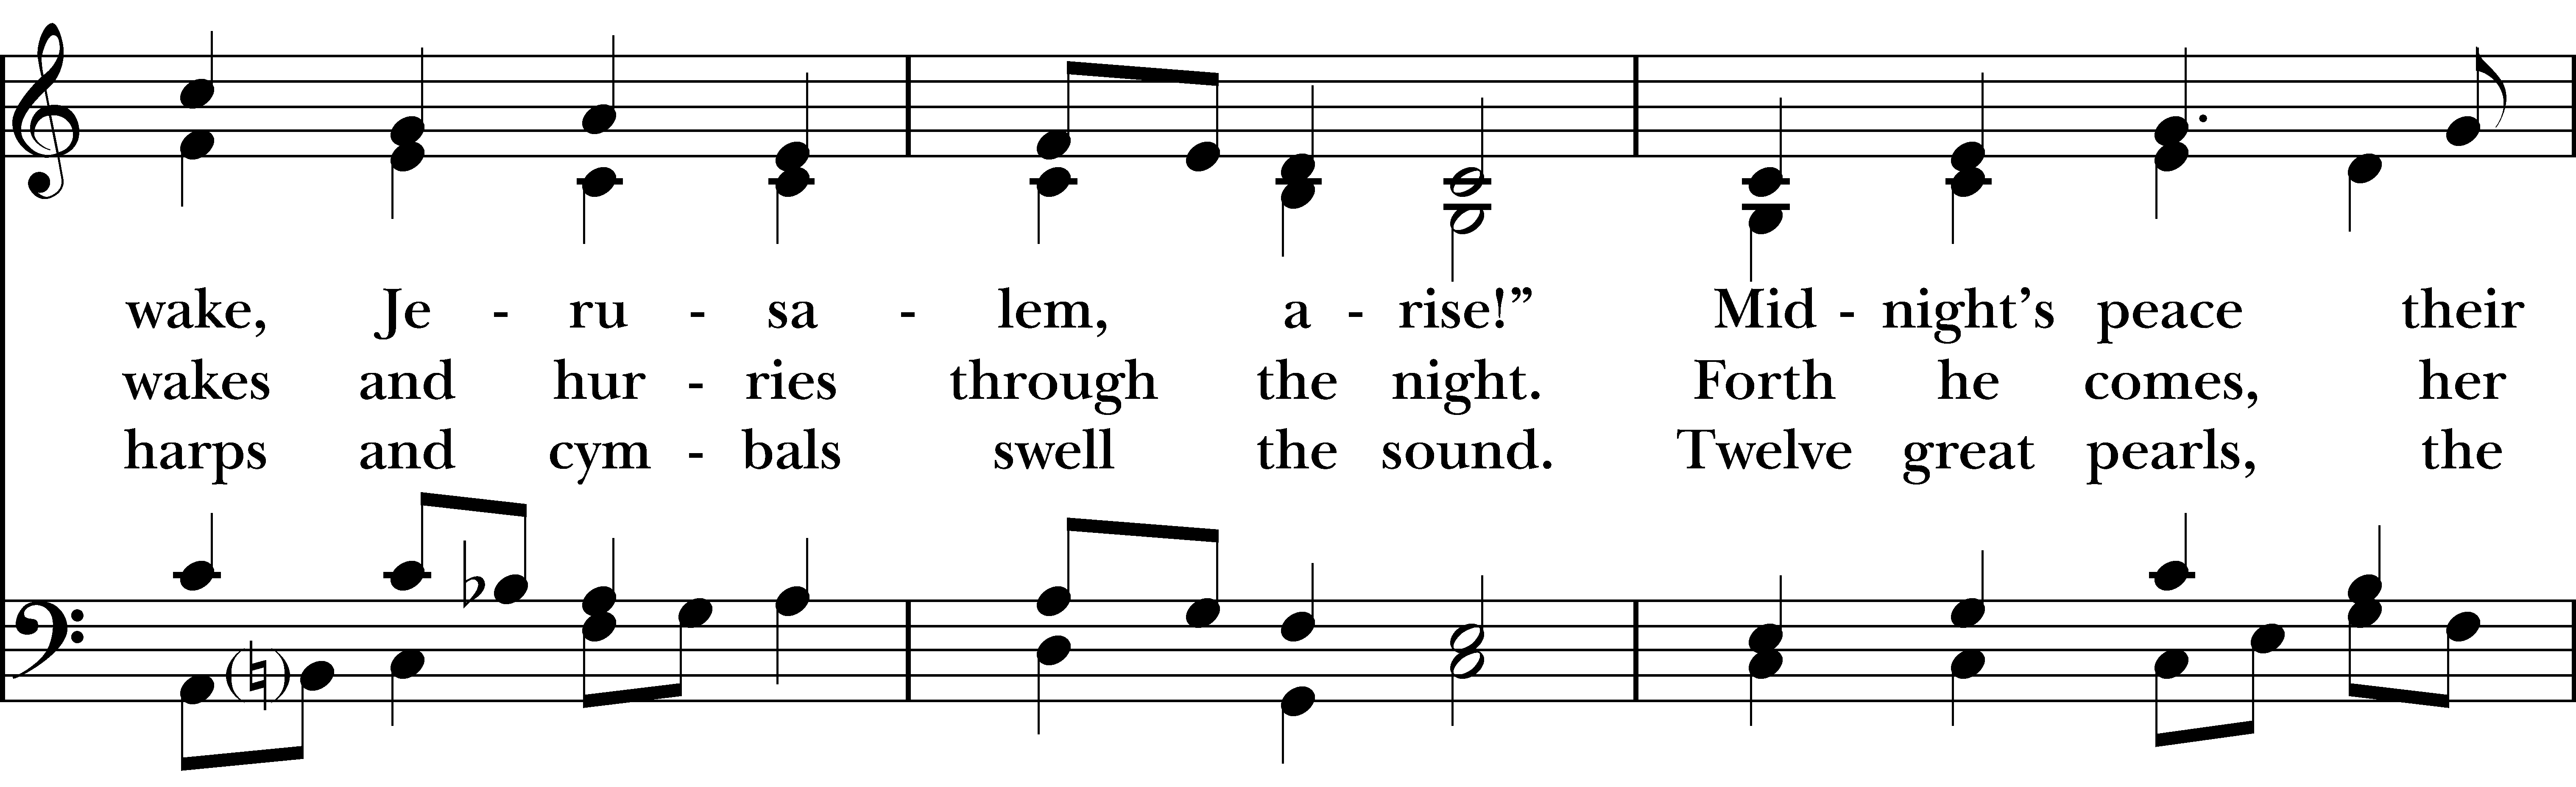 wake, Je - ru - sa - lem, a - rise!” Mid - night’s peace their
wakes and hur - ries through the night. Forth he comes, her
harps and cym - bals swell the sound. Twelve great pearls, the